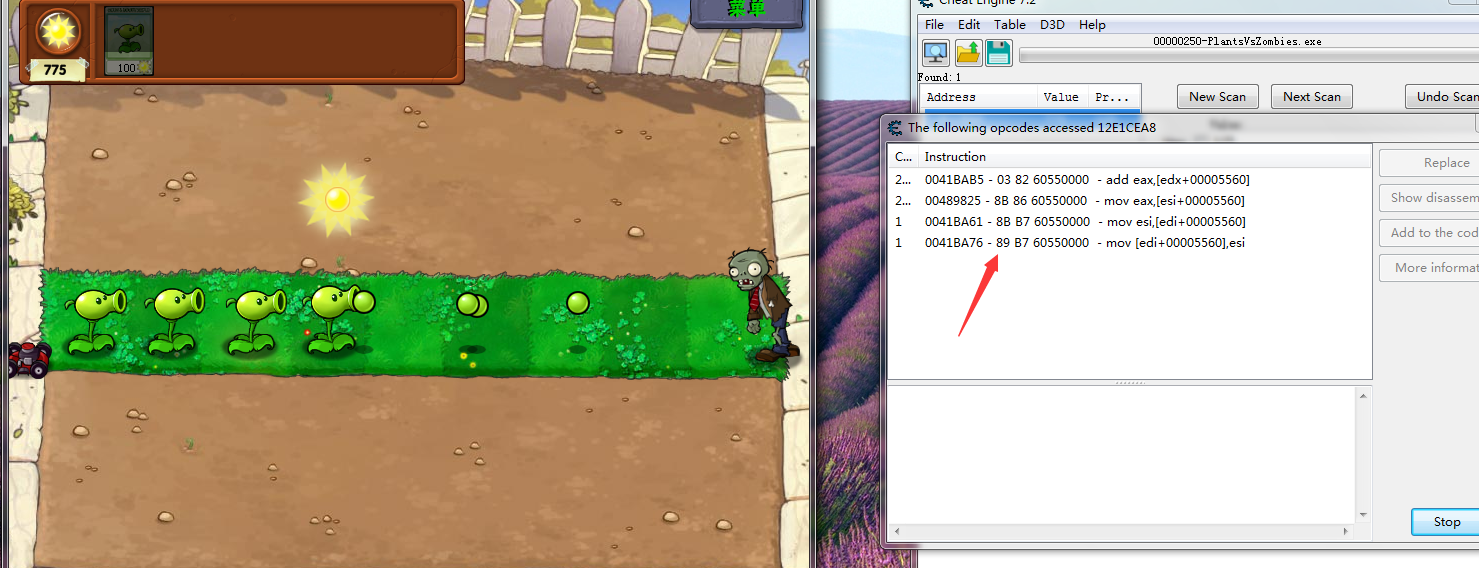 775
100
菜单
Cheat Engine 7.2
File Edit Table D3D Help
00000250-PlantsVsZombies.exe
Found: 1
Address Value Pr...
New Scan Next Scan Undo Scan
The following opcodes accessed 12E1CEA8
C... Instruction
2... 0041BAB5 - 03 82 60550000 - add eax,[edx+00005560]
2... 00489825 - 8B 86 60550000 - mov eax,[esi+00005560]
1 0041BA61 - 8B B7 60550000 - mov esi,[edi+00005560]
1 0041BA76 - 89 B7 60550000 - mov [edi+00005560],esi
Replace
Show disassem
Add to the cod
More informat
Stop